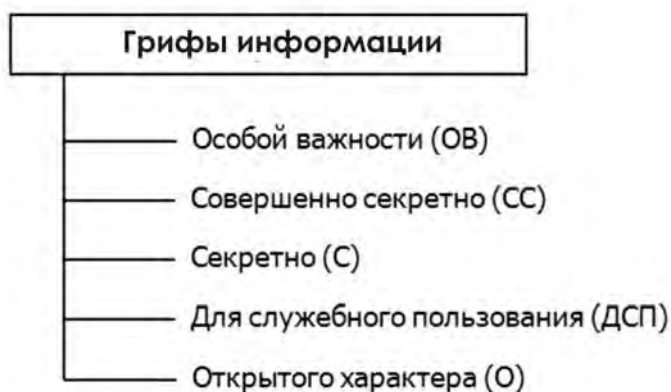 Грифы информации
Особой важности (ОВ)
Совершенно секретно (СС)
Секретно (С)
Для служебного пользования (ДСП)
Открытого характера (О)